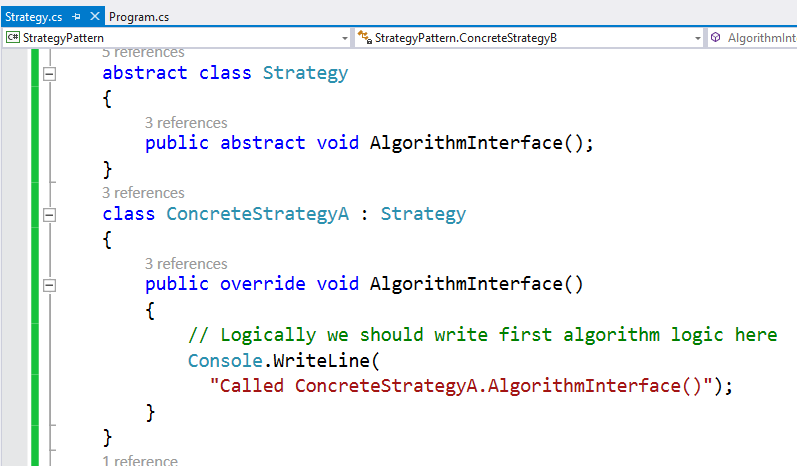 Strategy.cs Program.cs
C# StrategyPattern StrategyPattern.ConcreteStrategyB AlgorithmInt
5 references
abstract class Strategy
{
3 references
public abstract void AlgorithmInterface();
}
3 references
class ConcreteStrategyA : Strategy
{
3 references
public override void AlgorithmInterface()
{
// Logically we should write first algorithm logic here
Console.WriteLine(
"Called ConcreteStrategyA.AlgorithmInterface()");
}
}
1 reference